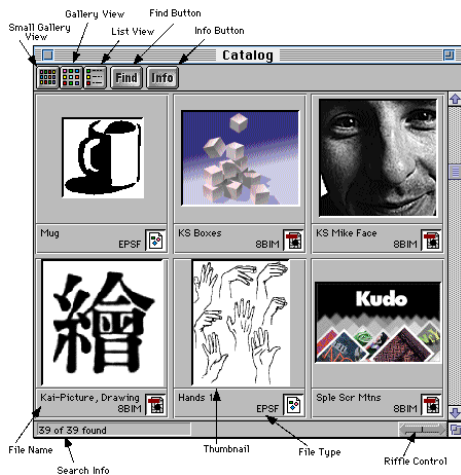 Small Gallery
View
Gallery View
List View
Find Button
Info Button
Catalog
Find
Info
Mug
EPSF
KS Boxes
8BIM
KS Mike Face
8BIM
繪
Kai-Picture, Drawing
8BIM
Hands 1
EPSF
Kudo
Sple Scr Mtns
8BIM
39 of 39 found
File Name
Search Info
Thumbnail
File Type
Riffle Control